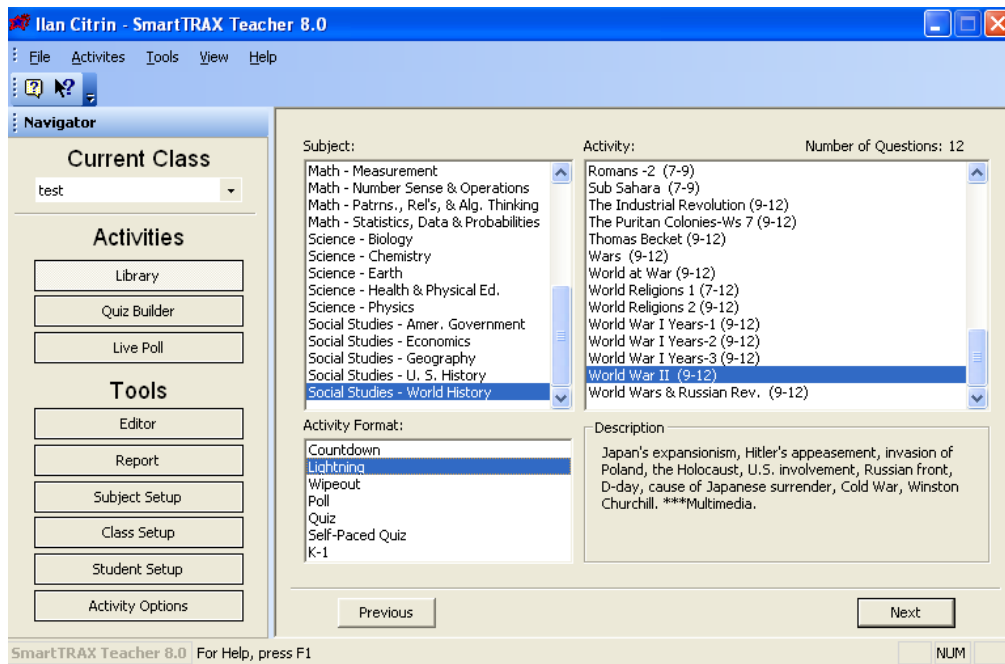 Ilan Citrin - SmartTRAX Teacher 8.0
File Activites Tools View Help
Navigator
Current Class
test
Activities
Library
Quiz Builder
Live Poll
Tools
Editor
Report
Subject Setup
Class Setup
Student Setup
Activity Options
Subject:
Math - Measurement
Math - Number Sense & Operations
Math - Patrns., Rel's, & Alg. Thinking
Math - Statistics, Data & Probabilities
Science - Biology
Science - Chemistry
Science - Earth
Science - Health & Physical Ed.
Science - Physics
Social Studies - Amer. Government
Social Studies - Economics
Social Studies - Geography
Social Studies - U. S. History
Social Studies - World History
Activity: Number of Questions: 12
Romans -2 (7-9)
Sub Sahara (7-9)
The Industrial Revolution (9-12)
The Puritan Colonies-Ws 7 (9-12)
Thomas Becket (9-12)
Wars (9-12)
World at War (9-12)
World Religions 1 (7-12)
World Religions 2 (9-12)
World War I Years-1 (9-12)
World War I Years-2 (9-12)
World War I Years-3 (9-12)
World War II (9-12)
World Wars & Russian Rev. (9-12)
Activity Format:
Countdown
Lightning
Wipeout
Poll
Quiz
Self-Paced Quiz
K-1
Description
Japan's expansionism, Hitler's appeasement, invasion of
Poland, the Holocaust, U.S. involvement, Russian front,
D-day, cause of Japanese surrender, Cold War, Winston
Churchill. ***Multimedia.
Previous
Next
SmartTRAX Teacher 8.0 For Help, press F1 NUM